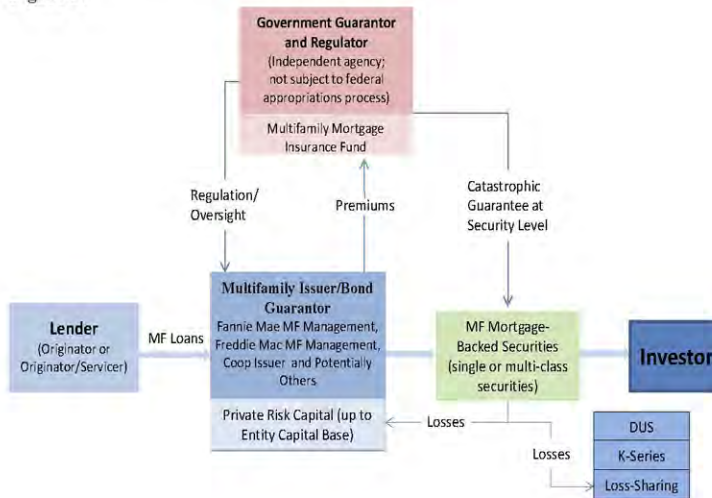 Government Guarantor
and Regulator
(Independent agency;
not subject to federal
appropriations process)
Multifamily Mortgage
Insurance Fund
Regulation/
Oversight
Premiums
Catastrophic
Guarantee at
Security Level
Lender
(Originator or
Originator/Servicer)
MF Loans
Multifamily Issuer/Bond
Guarantor
Fannie Mae MF Management,
Freddie Mac MF Management,
Coop Issuer and Potentially
Others
Private Risk Capital (up to
Entity Capital Base)
MF Mortgage-
Backed Securities
(single or multi-class
securities)
Investor
Losses
Losses
DUS
K-Series
Loss-Sharing